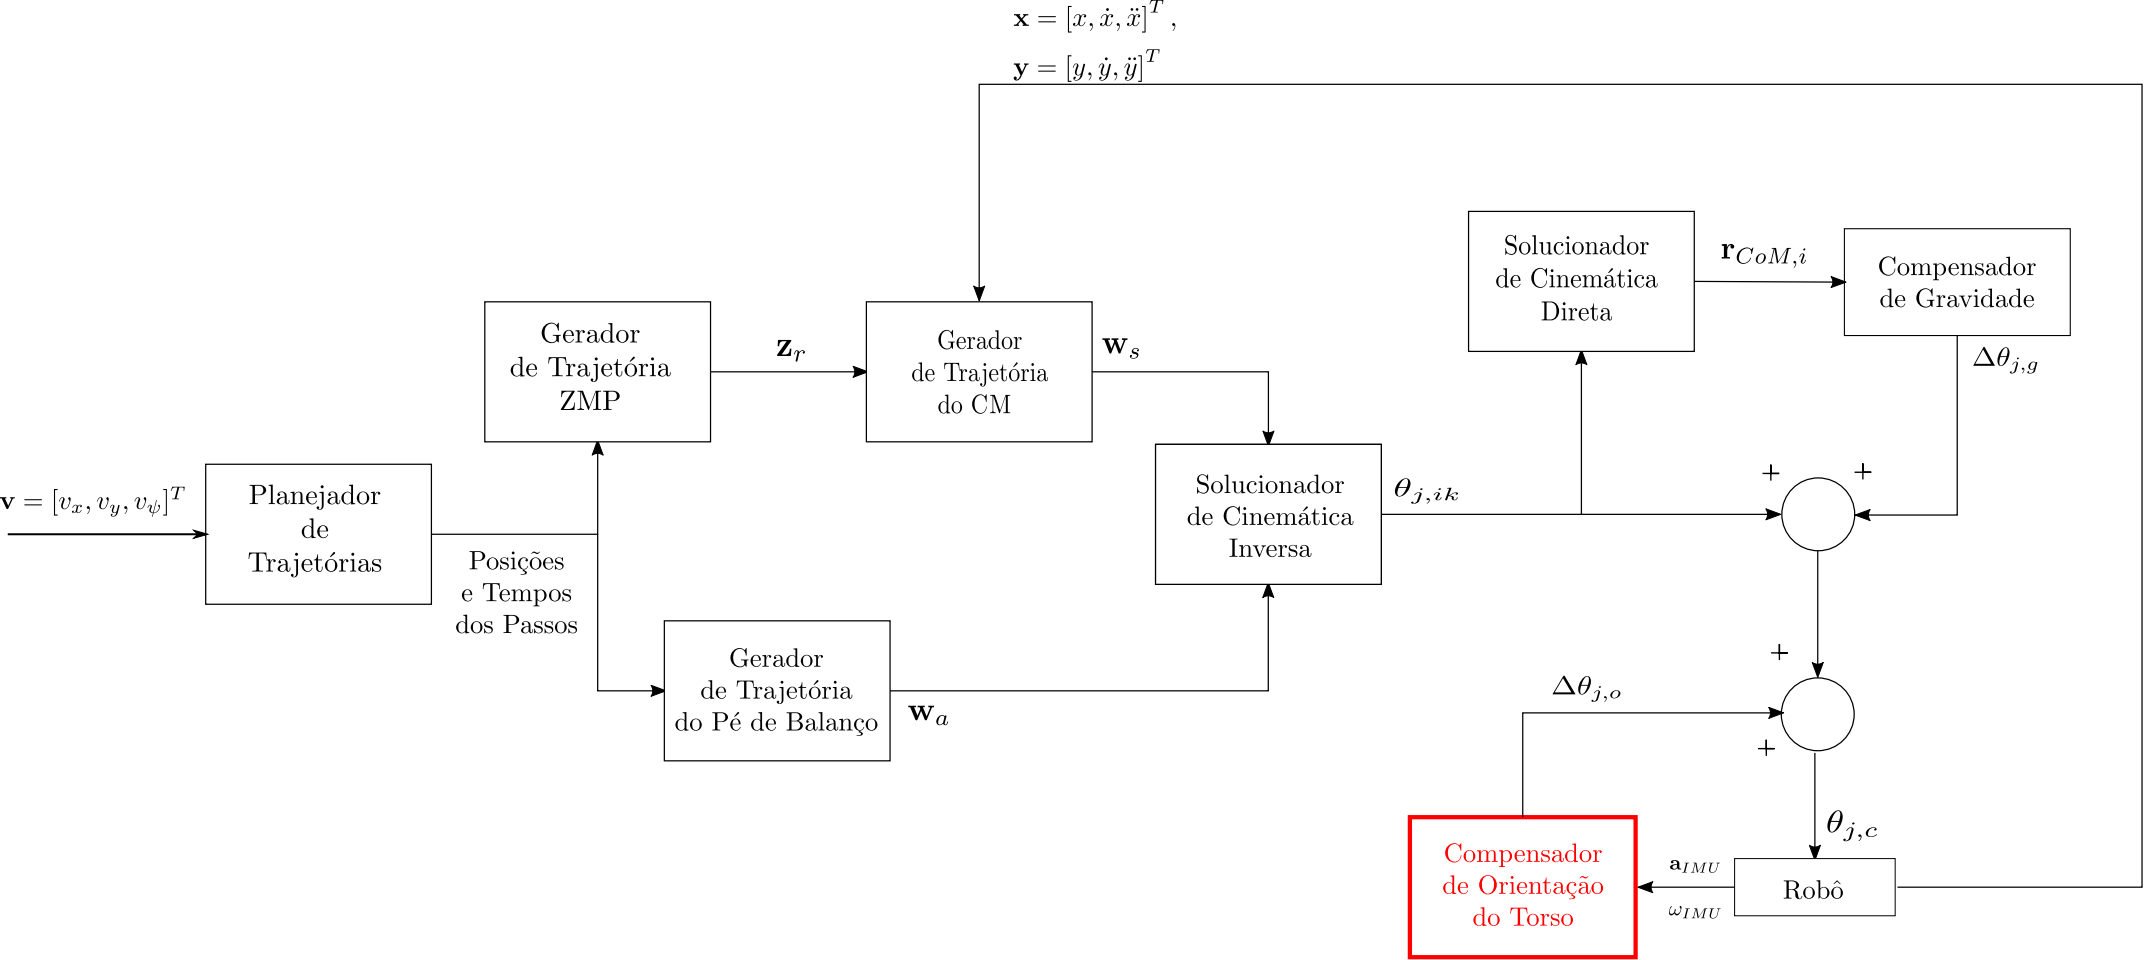 𝐱 = [x, ẋ, ẍ]^T ,
𝐲 = [y, ẏ, ÿ]^T
Solucionador
de Cinemática
Direta
𝐫_{CoM,i}
Compensador
de Gravidade
Δθ_{j,g}
Gerador
de Trajetória
ZMP
𝐳_r
Gerador
de Trajetória
do CM
𝐰_s
𝐯 = [v_x, v_y, v_ψ]^T
Planejador
de
Trajetórias
Posições
e Tempos
dos Passos
Solucionador
de Cinemática
Inversa
θ_{j,ik}
+
+
Gerador
de Trajetória
do Pé de Balanço
𝐰_a
+
Δθ_{j,o}
+
θ_{j,c}
Compensador
de Orientação
do Torso
𝐚_{IMU}
ω_{IMU}
Robô